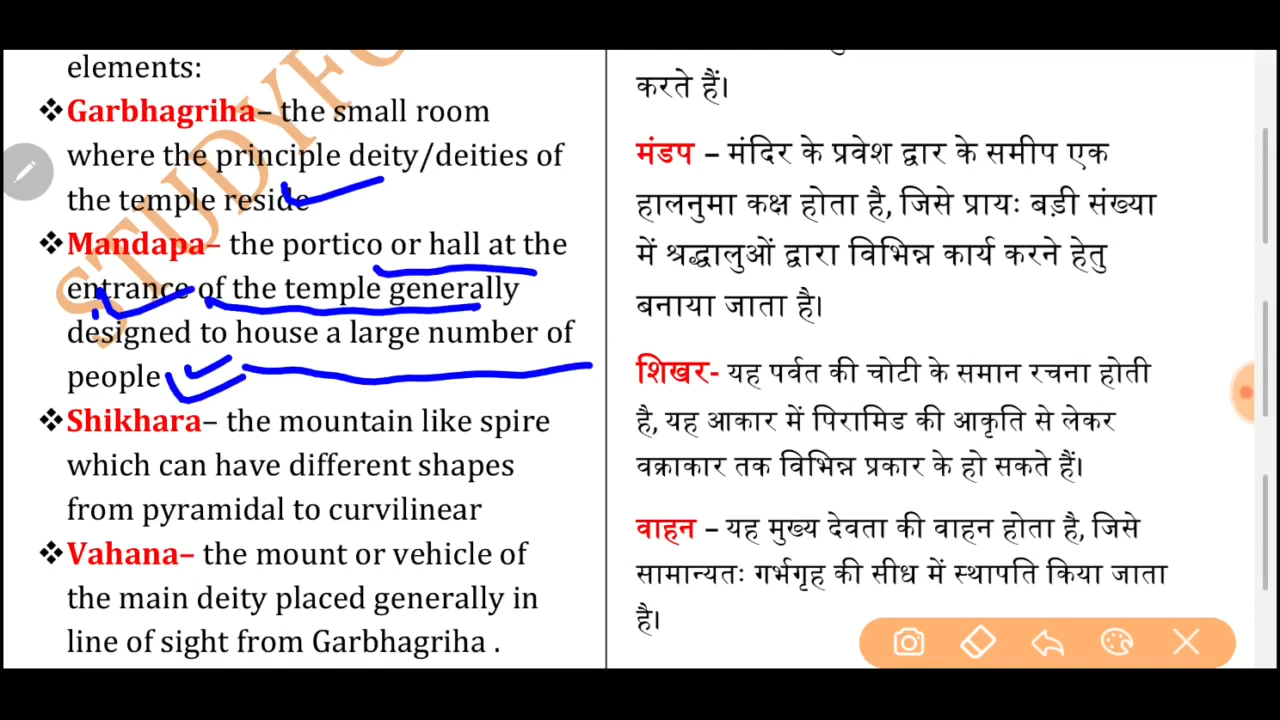 elements:
❖Garbhagriha– the small room
where the principle deity/deities of
the temple reside
❖Mandapa– the portico or hall at the
entrance of the temple generally
designed to house a large number of
people
❖Shikhara– the mountain like spire
which can have different shapes
from pyramidal to curvilinear
❖Vahana– the mount or vehicle of
the main deity placed generally in
line of sight from Garbhagriha .
करते हैं।
मंडप – मंदिर के प्रवेश द्वार के समीप एक
हालनुमा कक्ष होता है, जिसे प्रायः बड़ी संख्या
में श्रद्धालुओं द्वारा विभिन्न कार्य करने हेतु
बनाया जाता है।
शिखर- यह पर्वत की चोटी के समान रचना होती
है, यह आकार में पिरामिड की आकृति से लेकर
वक्राकार तक विभिन्न प्रकार के हो सकते हैं।
वाहन – यह मुख्य देवता की वाहन होता है, जिसे
सामान्यतः गर्भगृह की सीध में स्थापति किया जाता
है।
STUDYFO